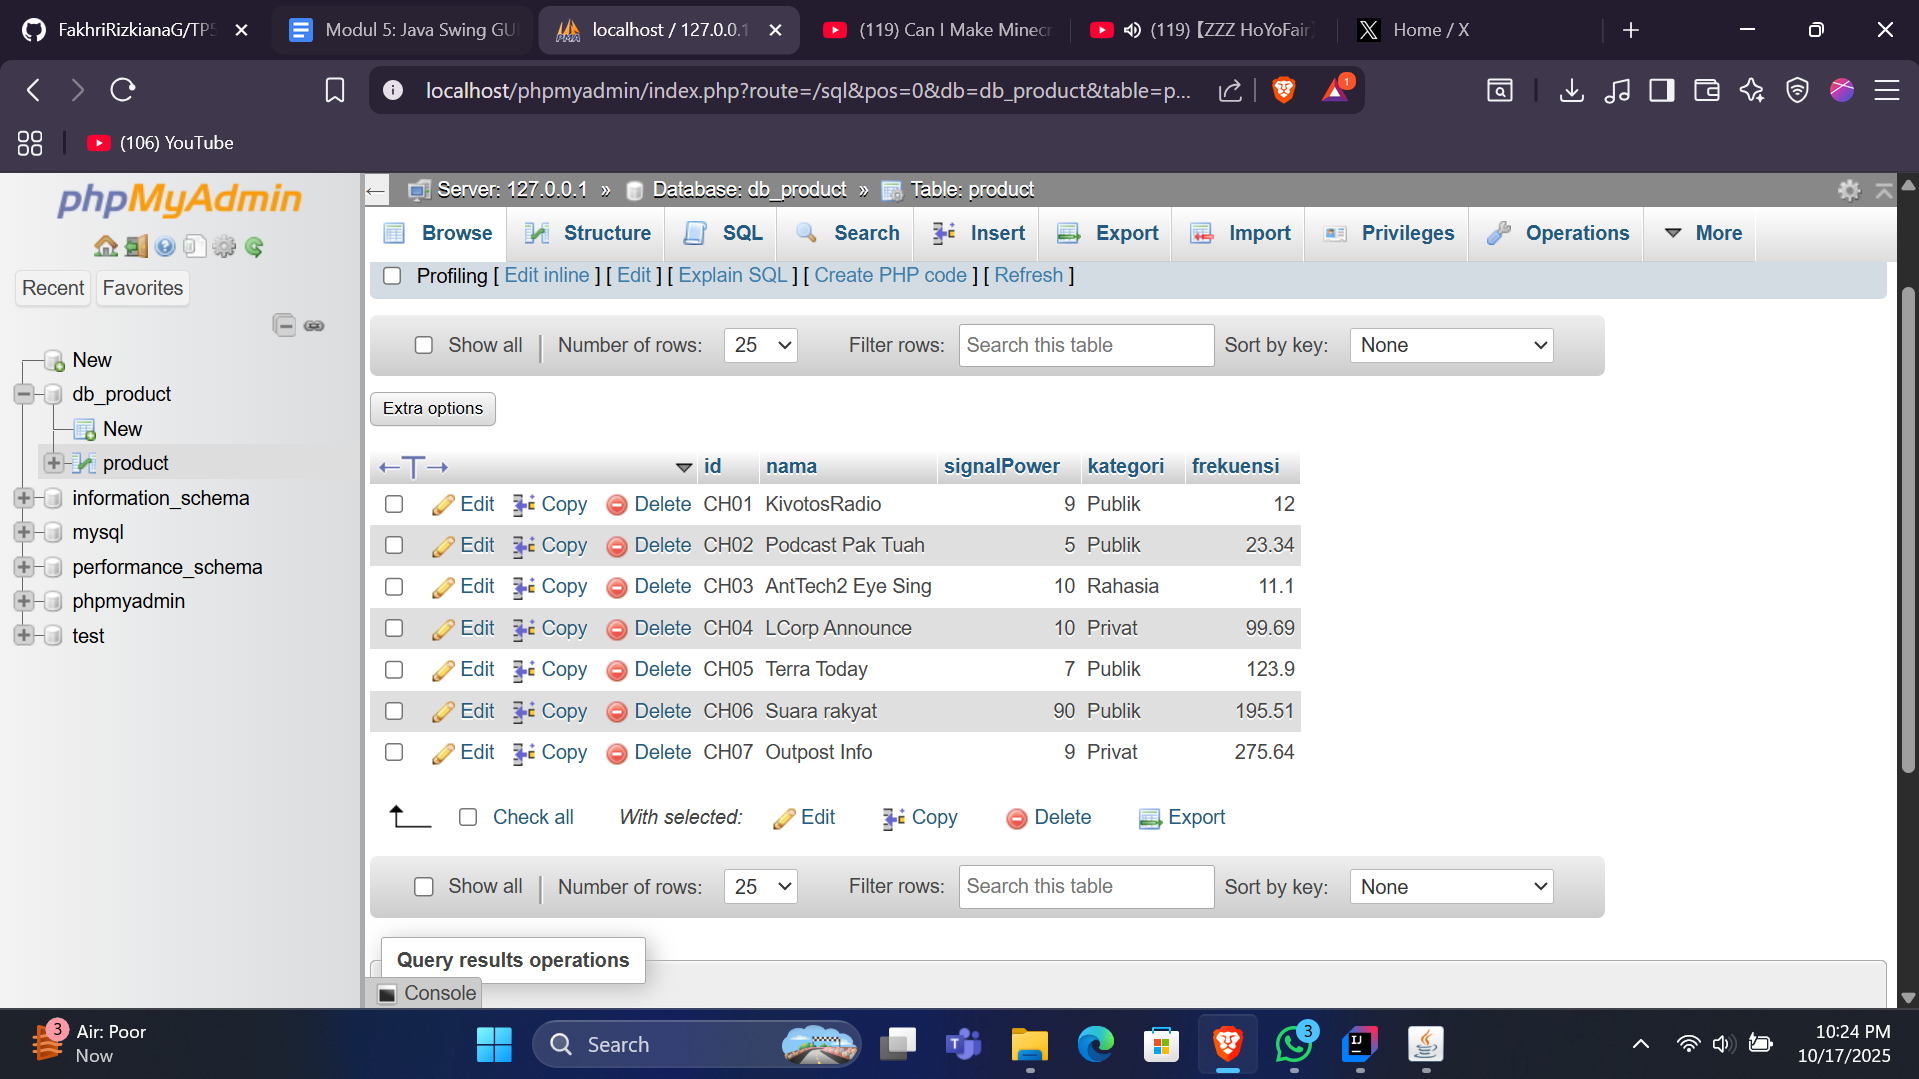 FakhriRizkianaG/TP5
Modul 5: Java Swing GU
localhost / 127.0.0.1
(119) Can I Make Minecr
(119)【ZZZ HoYoFair
Home / X
localhost/phpmyadmin/index.php?route=/sql&pos=0&db=db_product&table=p...
1
(106) YouTube
phpMyAdmin
Recent
Favorites
New
db_product
New
product
information_schema
mysql
performance_schema
phpmyadmin
test
Server: 127.0.0.1 » Database: db_product » Table: product
Browse Structure SQL Search Insert Export Import Privileges Operations More
Profiling [ Edit inline ] [ Edit ] [ Explain SQL ] [ Create PHP code ] [ Refresh ]
Show all Number of rows: 25 Filter rows: Search this table Sort by key: None
Extra options
←T→ id nama signalPower kategori frekuensi
Edit Copy Delete CH01 KivotosRadio 9 Publik 12
Edit Copy Delete CH02 Podcast Pak Tuah 5 Publik 23.34
Edit Copy Delete CH03 AntTech2 Eye Sing 10 Rahasia 11.1
Edit Copy Delete CH04 LCorp Announce 10 Privat 99.69
Edit Copy Delete CH05 Terra Today 7 Publik 123.9
Edit Copy Delete CH06 Suara rakyat 90 Publik 195.51
Edit Copy Delete CH07 Outpost Info 9 Privat 275.64
Check all With selected: Edit Copy Delete Export
Show all Number of rows: 25 Filter rows: Search this table Sort by key: None
Query results operations
Console
3
Air: Poor
Now
Search
3
10:24 PM
10/17/2025